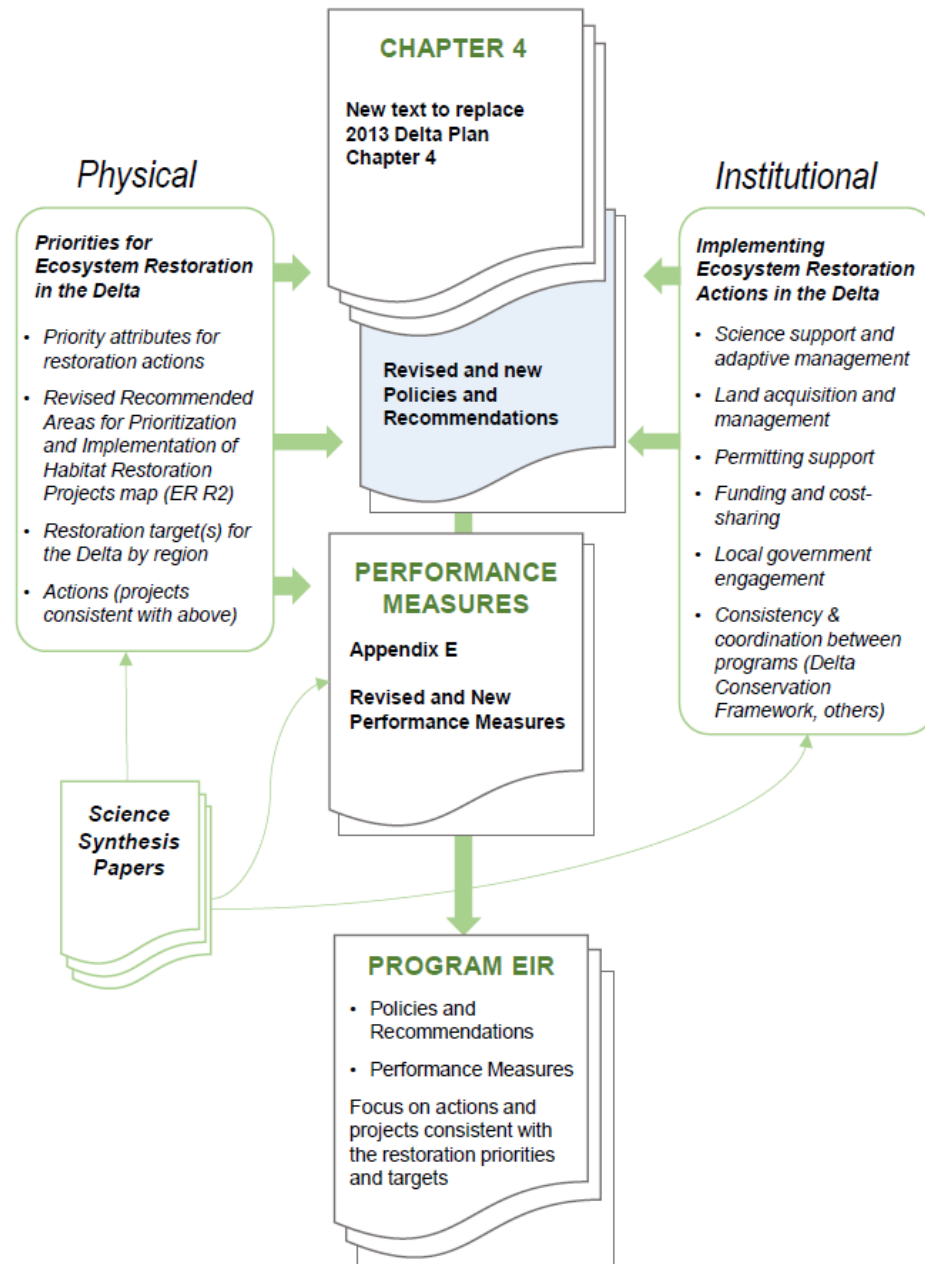 CHAPTER 4
New text to replace
2013 Delta Plan
Chapter 4
Physical
Priorities for
Ecosystem Restoration
in the Delta
• Priority attributes for
restoration actions
• Revised Recommended
Areas for Prioritization
and Implementation of
Habitat Restoration
Projects map (ER R2)
• Restoration target(s) for
the Delta by region
• Actions (projects
consistent with above)
Institutional
Implementing
Ecosystem Restoration
Actions in the Delta
• Science support and
adaptive management
• Land acquisition and
management
• Permitting support
• Funding and cost-
sharing
• Local government
engagement
• Consistency &
coordination between
programs (Delta
Conservation
Framework, others)
Revised and new
Policies and
Recommendations
PERFORMANCE
MEASURES
Appendix E
Revised and New
Performance Measures
Science
Synthesis
Papers
PROGRAM EIR
• Policies and
Recommendations
• Performance Measures
Focus on actions and
projects consistent with
the restoration priorities
and targets